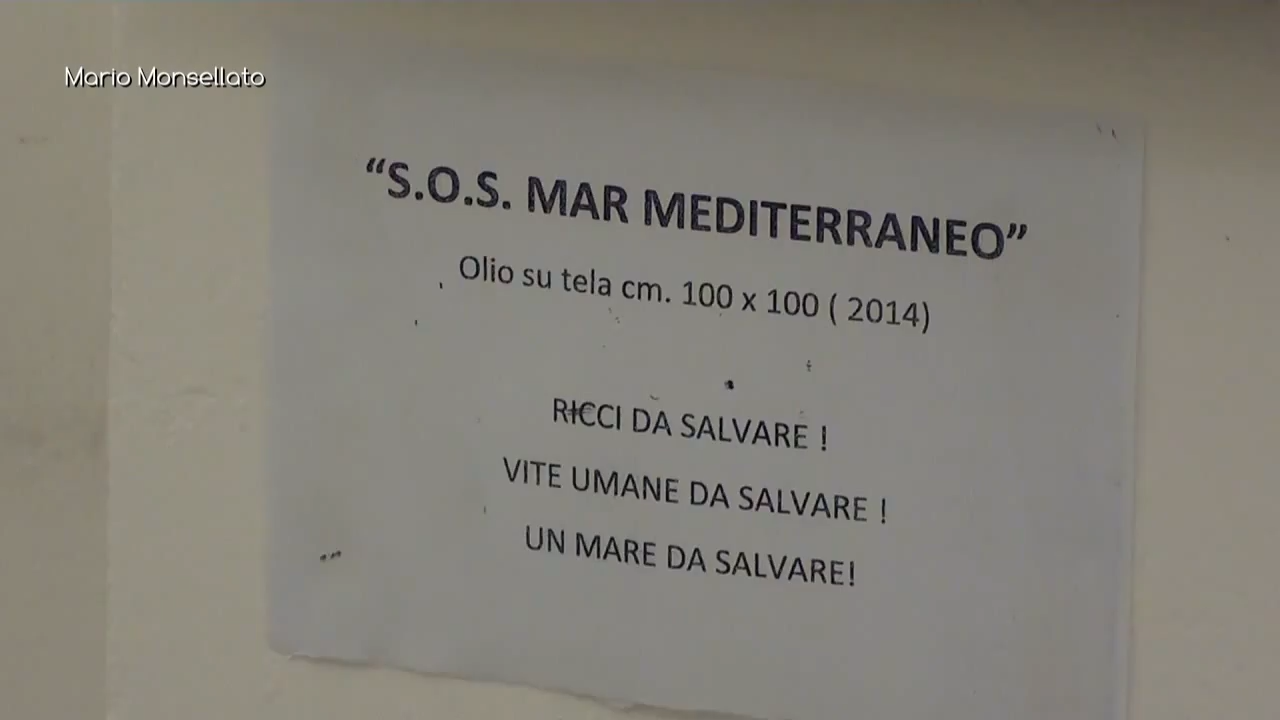 Mario Monsellato
“S.O.S. MAR MEDITERRANEO”
Olio su tela cm. 100 x 100 ( 2014)
RICCI DA SALVARE !
VITE UMANE DA SALVARE !
UN MARE DA SALVARE!